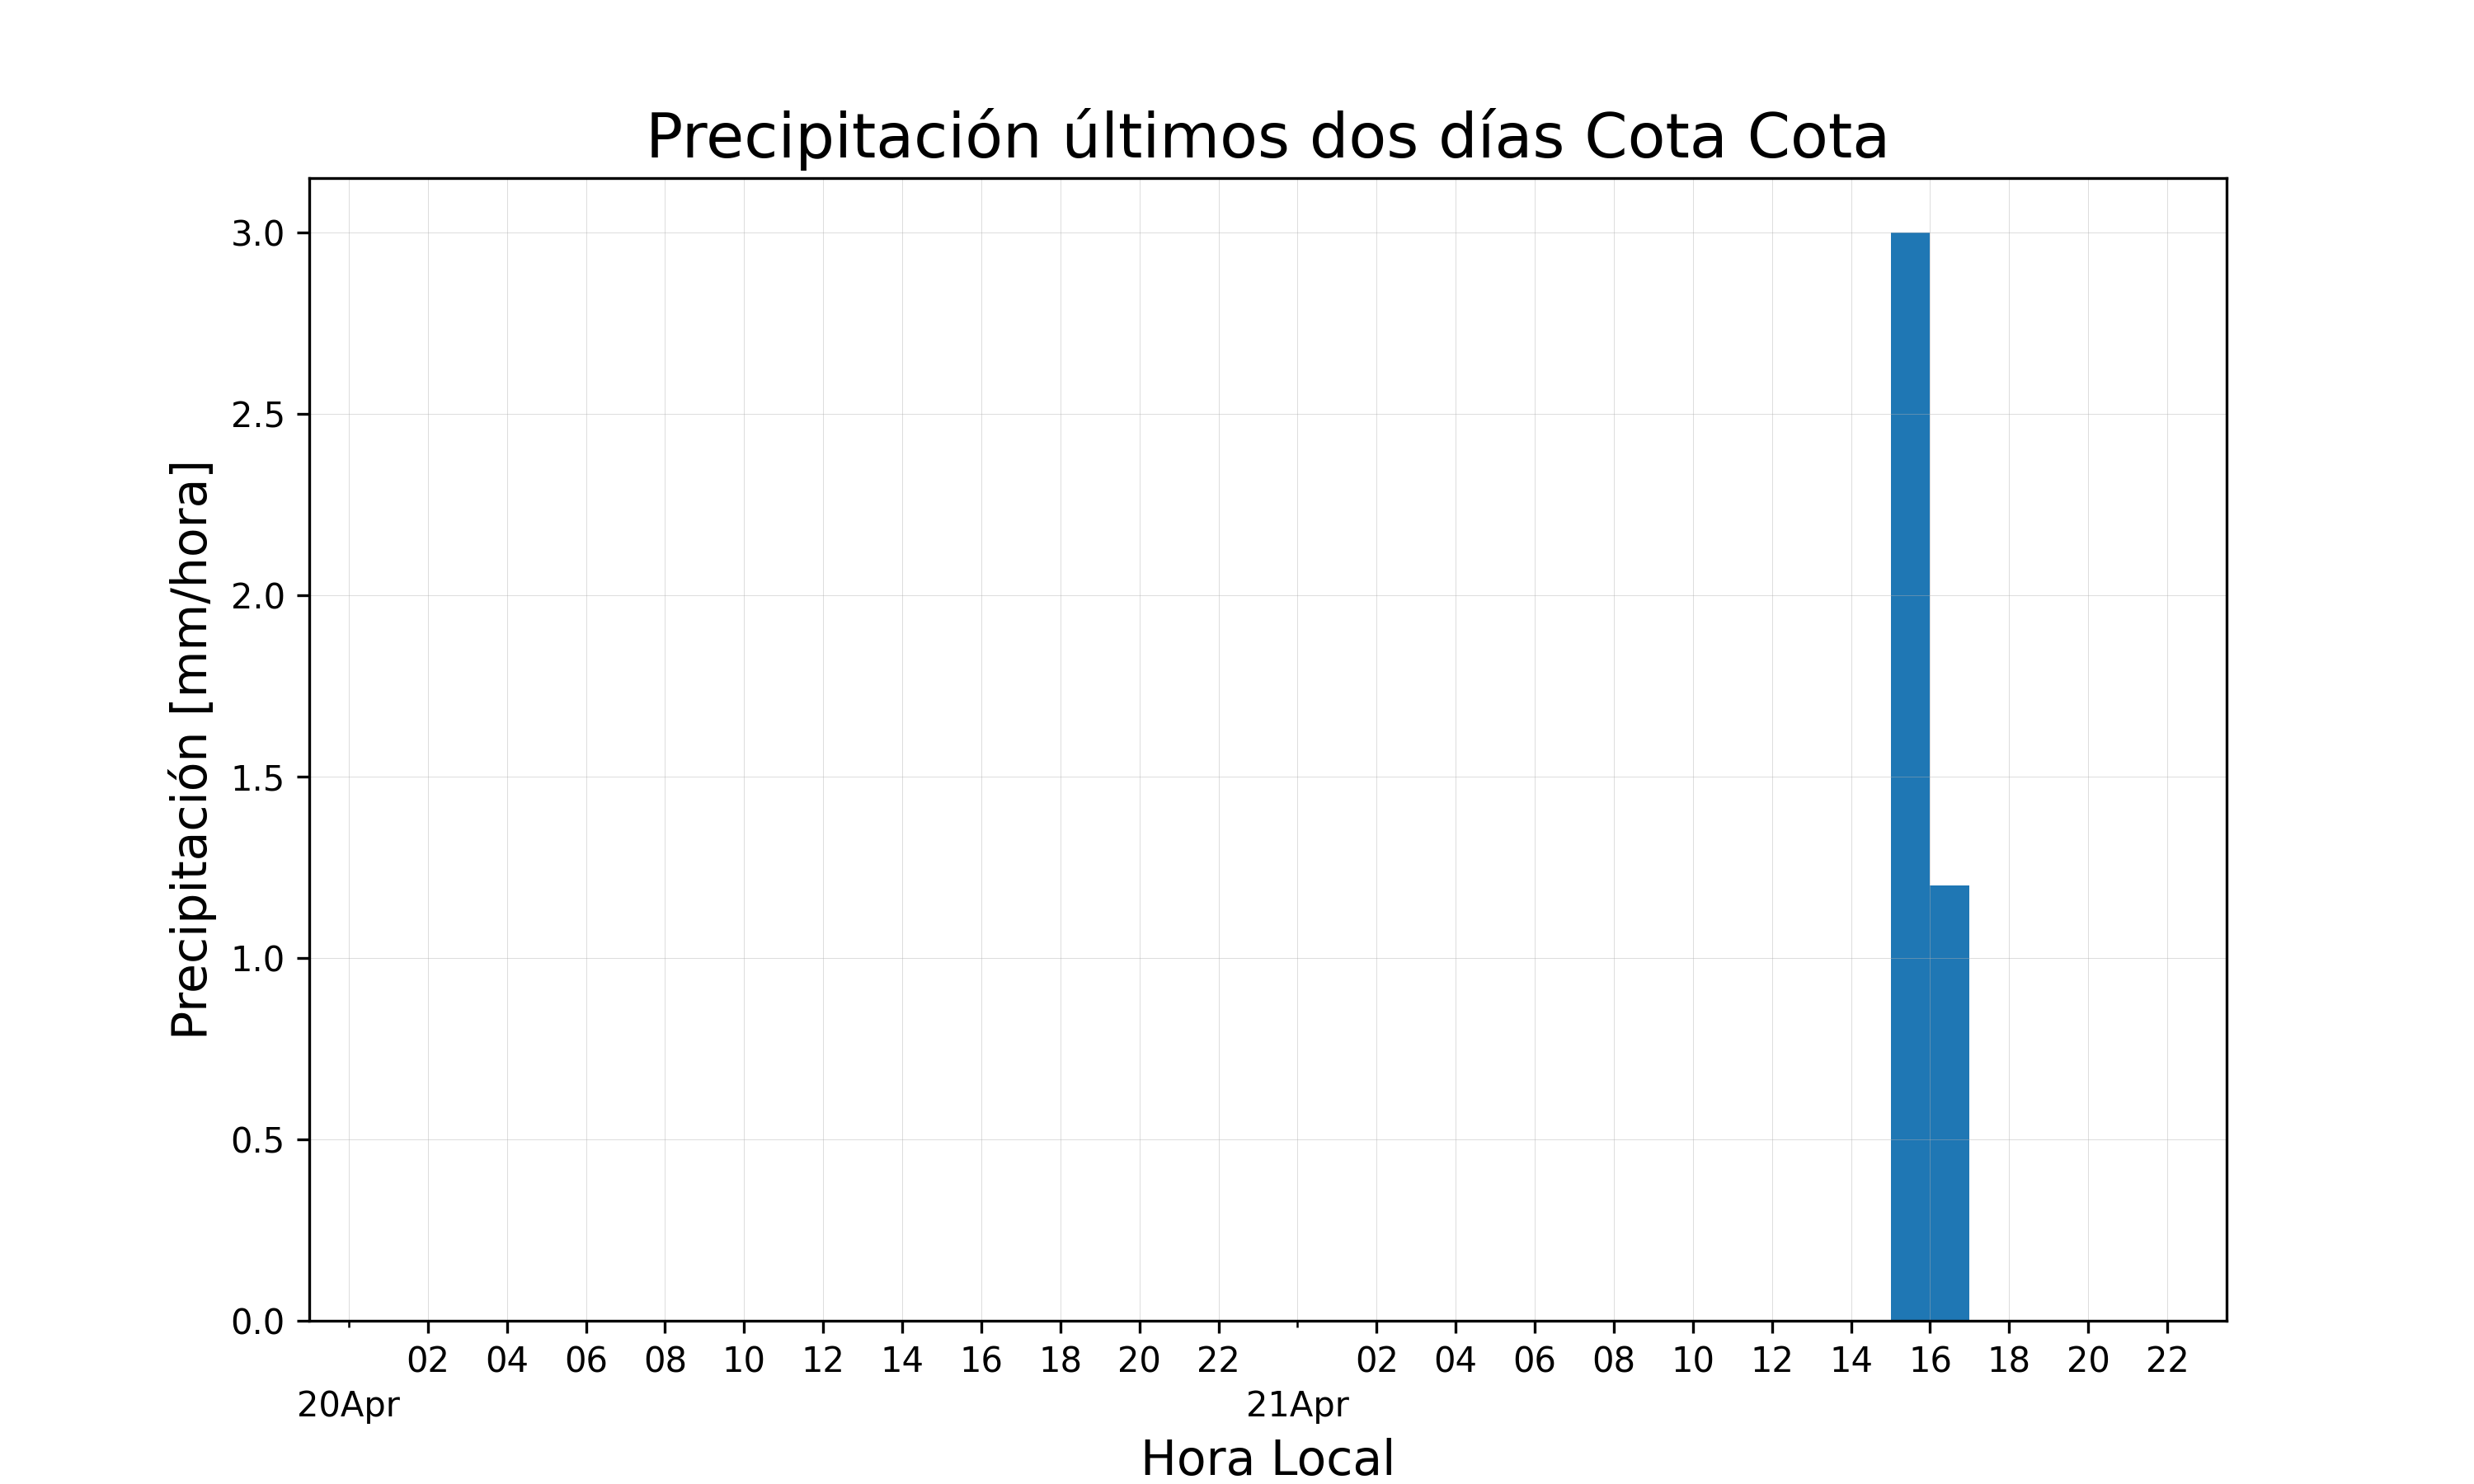 Precipitación últimos dos días Cota Cota
Precipitación [mm/hora]
3.0
2.5
2.0
1.5
1.0
0.5
0.0
02 04 06 08 10 12 14 16 18 20 22 02 04 06 08 10 12 14 16 18 20 22
20Apr 21Apr
Hora Local